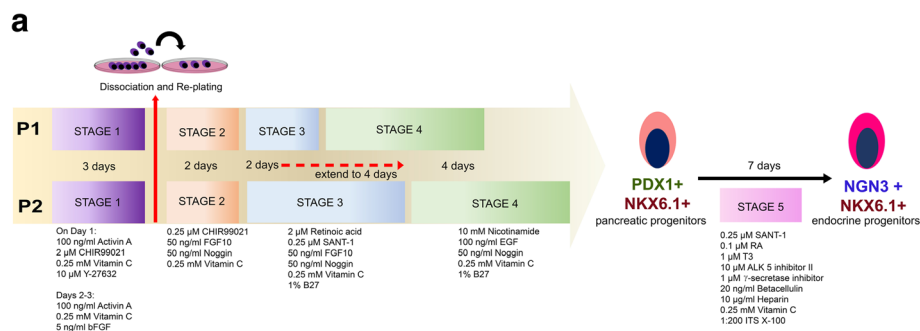 a
Dissociation and Re-plating
P1
STAGE 1
STAGE 2
STAGE 3
STAGE 4
3 days
2 days
2 days
extend to 4 days
4 days
P2
STAGE 1
STAGE 2
STAGE 3
STAGE 4
On Day 1:
100 ng/ml Activin A
2 µM CHIR99021
0.25 mM Vitamin C
10 µM Y-27632
Days 2-3:
100 ng/ml Activin A
0.25 mM Vitamin C
5 ng/ml bFGF
0.25 µM CHIR99021
50 ng/ml FGF10
50 ng/ml Noggin
0.25 mM Vitamin C
2 µM Retinoic acid
0.25 µM SANT-1
50 ng/ml FGF10
50 ng/ml Noggin
0.25 mM Vitamin C
1% B27
10 mM Nicotinamide
100 ng/ml EGF
50 ng/ml Noggin
0.25 mM Vitamin C
1% B27
PDX1+
NKX6.1+
pancreatic progenitors
7 days
STAGE 5
0.25 µM SANT-1
0.1 µM RA
1 µM T3
10 µM ALK 5 inhibitor II
1 µM γ-secretase inhibitor
20 ng/ml Betacellulin
10 µg/ml Heparin
0.25 mM Vitamin C
1:200 ITS X-100
NGN3 +
NKX6.1+
endocrine progenitors